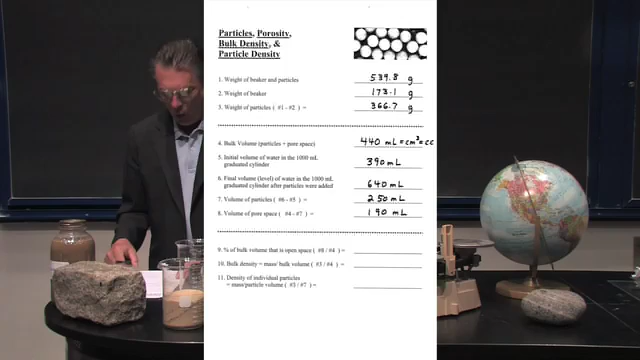 Particles, Porosity,
Bulk Density, &
Particle Density
1. Weight of beaker and particles 539.8 g
2. Weight of beaker 173.1 g
3. Weight of particles ( #1 - #2 ) = 366.7 g
4. Bulk Volume (particles + pore space) 440 mL = cm³ = cc
5. Initial volume of water in the 1000 mL
graduated cylinder 390 mL
6. Final volume (level) of water in the 1000 mL
graduated cylinder after particles were added 640 mL
7. Volume of particles ( #6 - #5 ) = 250 mL
8. Volume of pore space ( #4 - #7 ) = 190 mL
9. % of bulk volume that is open space ( #8 / #4 ) =
10. Bulk density = mass/ bulk volume ( #3 / #4 ) =
11. Density of individual particles
= mass/particle volume ( #3 / #7 ) =